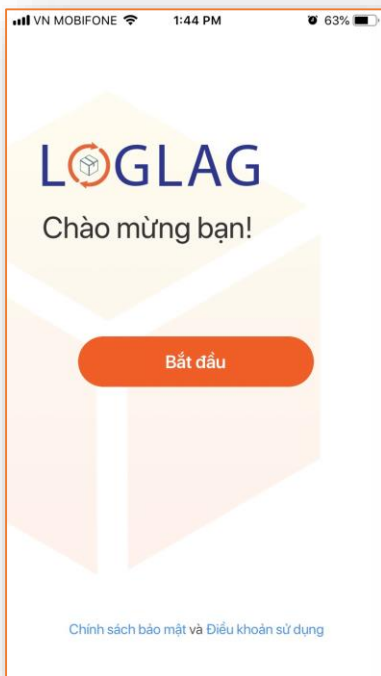 VN MOBIFONE 1:44 PM 63%
LOGLAG
Chào mừng bạn!
Bắt đầu
Chính sách bảo mật và Điều khoản sử dụng